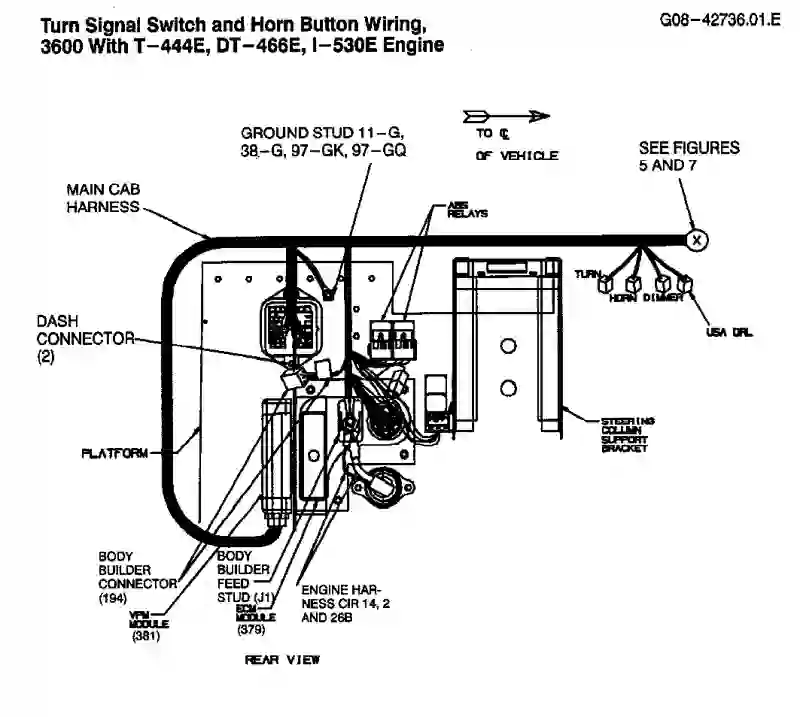 Turn Signal Switch and Horn Button Wiring,
3600 With T-444E, DT-466E, I-530E Engine
G08-42736.01.E
GROUND STUD 11-G,
38-G, 97-GK, 97-GQ
TO ℄
OF VEHICLE
SEE FIGURES
5 AND 7
MAIN CAB
HARNESS
ABS
RELAYS
X
TURN
HORN DIMMER
USA DRL
DASH
CONNECTOR
(2)
PLATFORM
STEERING
COLUMN
SUPPORT
BRACKET
BODY
BUILDER
CONNECTOR
(194)
VPM
MODULE
(381)
BODY
BUILDER
FEED
STUD (J1)
ECM
MODULE
(379)
ENGINE HAR-
NESS CIR 14, 2
AND 26B
REAR VIEW